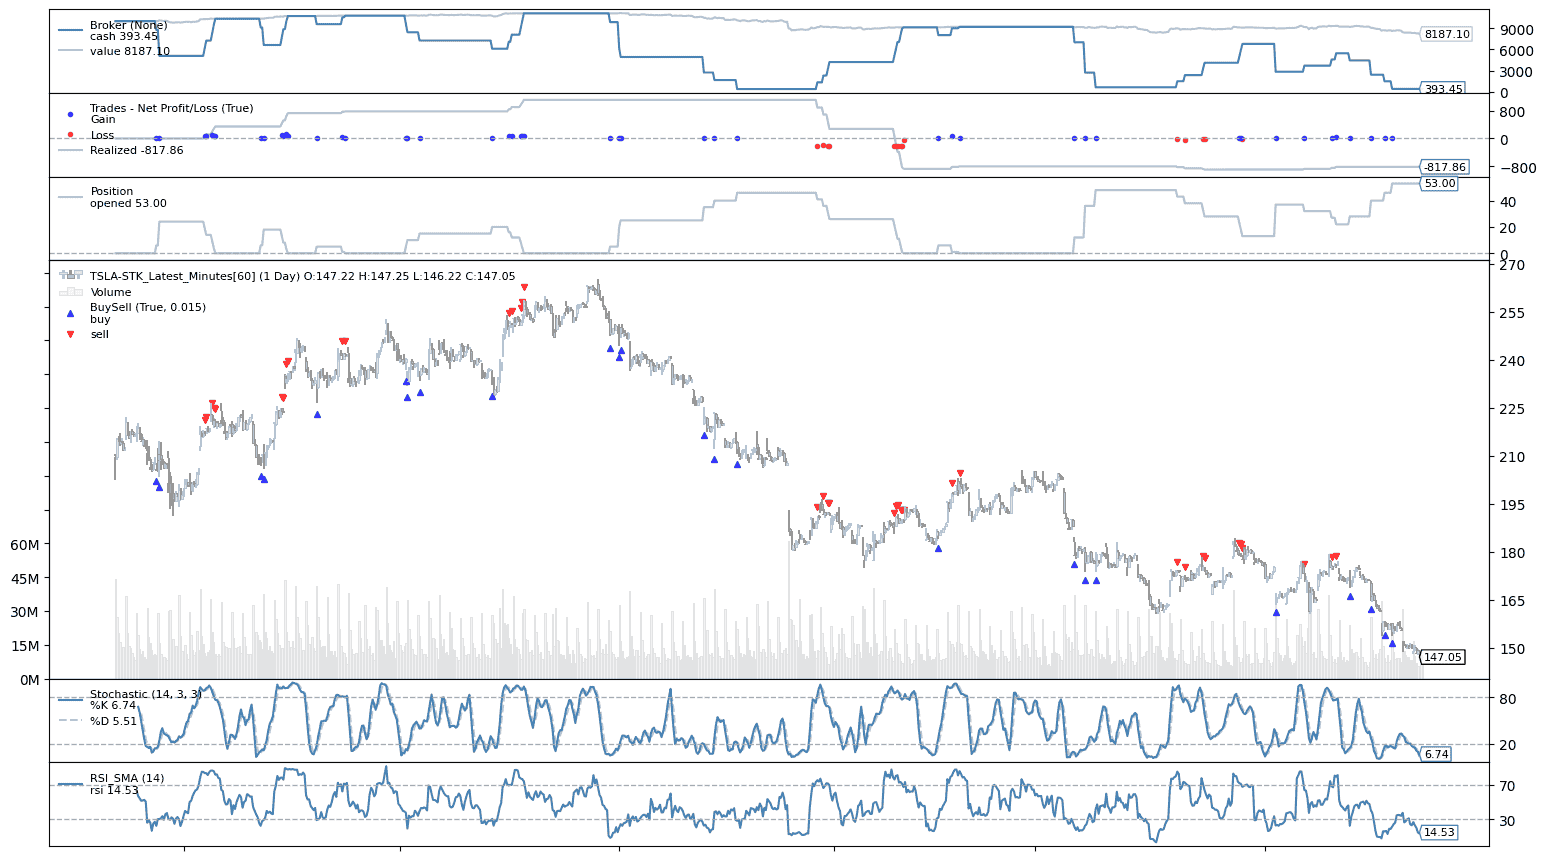 Broker (None)
cash 393.45
value 8187.10
8187.10
393.45
9000
6000
3000
0
Trades - Net Profit/Loss (True)
Gain
Loss
Realized -817.86
-817.86
800
0
−800
Position
opened 53.00
53.00
40
20
0
TSLA-STK_Latest_Minutes[60] (1 Day) O:147.22 H:147.25 L:146.22 C:147.05
Volume
BuySell (True, 0.015)
buy
sell
270
255
240
225
210
195
180
165
150
147.05
60M
45M
30M
15M
0M
Stochastic (14, 3, 3)
%K 6.74
%D 5.51
80
20
6.74
RSI_SMA (14)
rsi 14.53
70
30
14.53